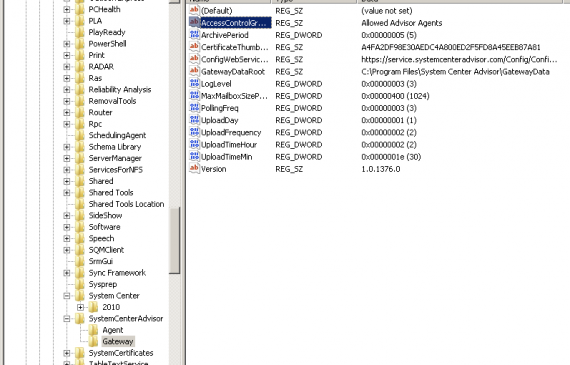 PCHealth
PLA
PlayReady
PowerShell
Print
RADAR
Ras
Reliability Analysis
RemovalTools
Router
Rpc
SchedulingAgent
Schema Library
ServerManager
ServicesForNFS
Shared
Shared Tools
Shared Tools Location
SideShow
Software
Speech
SQMClient
SrmGui
Sync Framework
Sysprep
System Center
2010
SystemCenterAdvisor
Agent
Gateway
SystemCertificates
TabletTextService
(Default) REG_SZ (value not set)
AccessControlGr... REG_SZ Allowed Advisor Agents
ArchivePeriod REG_DWORD 0x00000005 (5)
CertificateThumb... REG_SZ A4FA2DF98E30AEDC4A800ED2F5FD8A45EEB87A81
ConfigWebServic... REG_SZ https://service.systemcenteradvisor.com/Config/Confi...
GatewayDataRoot REG_SZ C:\Program Files\System Center Advisor\GatewayData
LogLevel REG_DWORD 0x00000003 (3)
MaxMailboxSizeP... REG_DWORD 0x00000400 (1024)
PollingFreq REG_DWORD 0x00000003 (3)
UploadDay REG_DWORD 0x00000001 (1)
UploadFrequency REG_DWORD 0x00000002 (2)
UploadTimeHour REG_DWORD 0x00000002 (2)
UploadTimeMin REG_DWORD 0x0000001e (30)
Version REG_SZ 1.0.1376.0